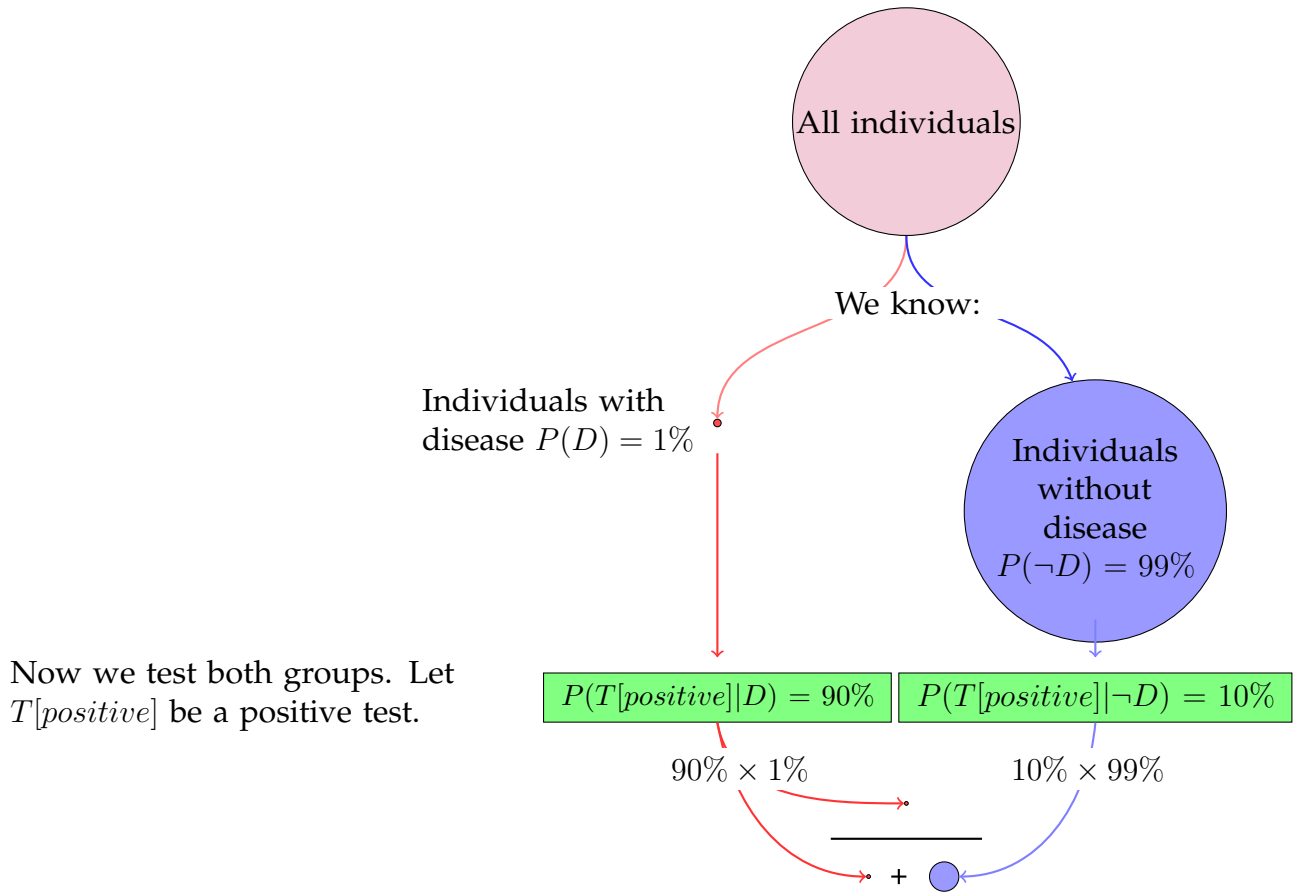 All individuals
We know:
Individuals with
disease P(D) = 1%
Individuals
without
disease
P(¬D) = 99%
Now we test both groups. Let
T[positive] be a positive test.
P(T[positive]|D) = 90%
P(T[positive]|¬D) = 10%
90% × 1%
10% × 99%
+